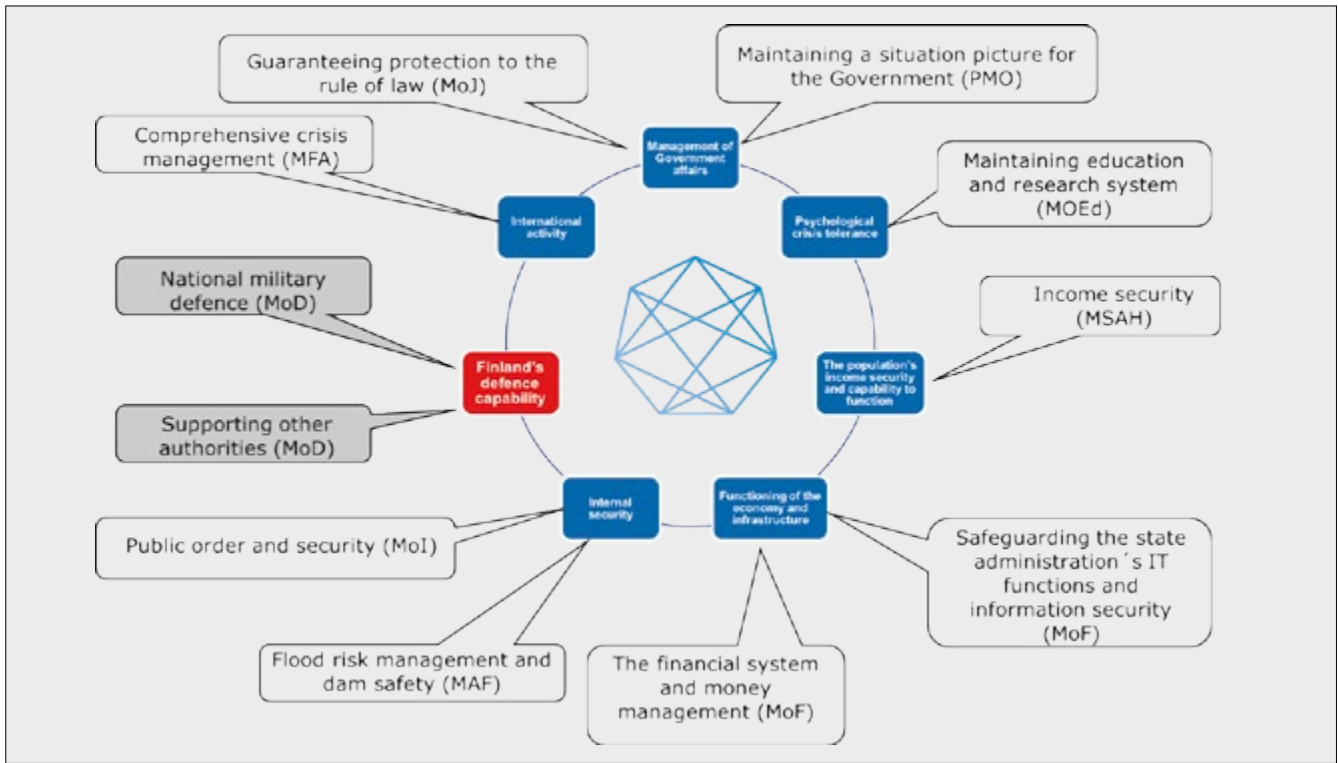 Guaranteeing protection to the
rule of law (MoJ)
Maintaining a situation picture for
the Government (PMO)
Comprehensive crisis
management (MFA)
Management of
Government
affairs
Maintaining education
and research system
(MOEd)
International
activity
Psychological
crisis tolerance
National military
defence (MoD)
Income security
(MSAH)
Finland's
defence
capability
The population's
income security
and capability to
function
Supporting other
authorities (MoD)
Internal
security
Functioning of the
economy and
infrastructure
Public order and security (MoI)
Safeguarding the state
administration´s IT
functions and
information security
(MoF)
Flood risk management and
dam safety (MAF)
The financial system
and money
management (MoF)